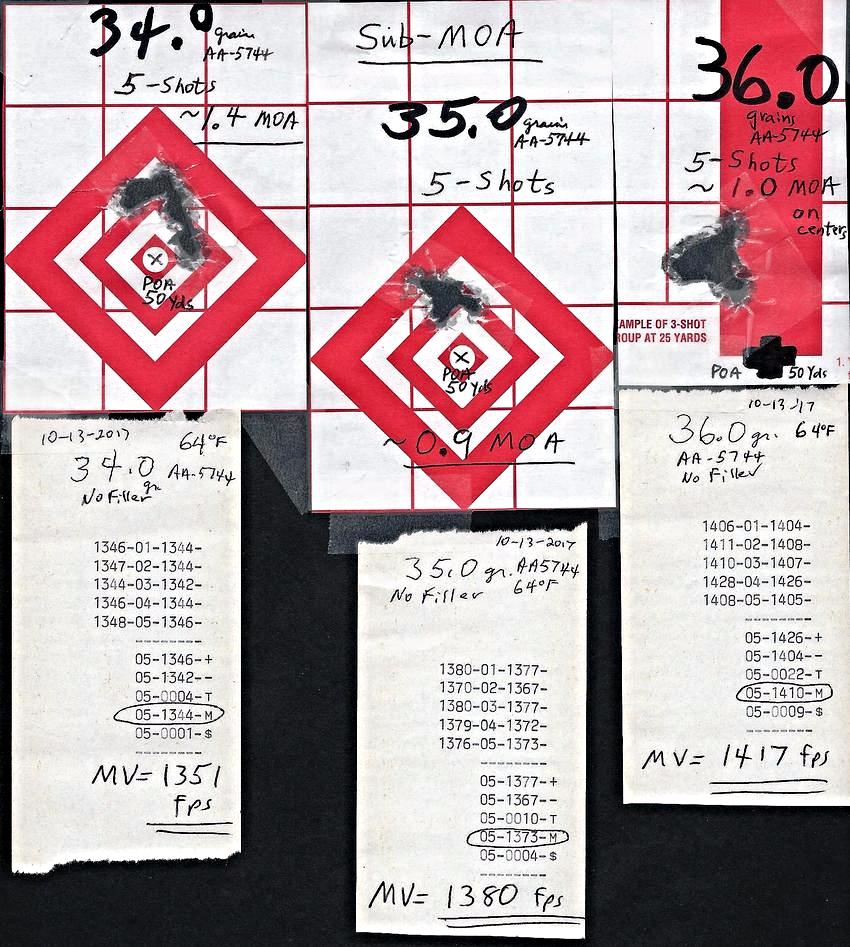 34.0 grains
AA-5744
5-Shots
~1.4 MOA
X
POA
50 Yds
Sub-MOA
35.0 grains
AA-5744
5-Shots
X
POA
50 Yds
~0.9 MOA
36.0
grains
AA-5744
5-Shots
~1.0 MOA
on
centers
AMPLE OF 3-SHOT
ROUP AT 25 YARDS
1.
POA 50 Yds
10-13-2017 64°F
34.0 gr AA-5744
No Filler
1346-01-1344-
1347-02-1344-
1344-03-1342-
1346-04-1344-
1348-05-1346-
05-1346-+
05-1342--
05-0004-T
05-1344-M
05-0001-$
MV= 1351
fps
10-13-2017
35.0 gr. AA5744
No Filler 64°F
1380-01-1377-
1370-02-1367-
1380-03-1377-
1379-04-1372-
1376-05-1373-
05-1377-+
05-1367--
05-0010-T
05-1373-M
05-0004-$
MV= 1380 fps
10-13-17
36.0 gr. 64°F
AA-5744
No Filler
1406-01-1404-
1411-02-1408-
1410-03-1407-
1428-04-1426-
1408-05-1405-
05-1426-+
05-1404--
05-0022-T
05-1410-M
05-0009-$
MV= 1417 fps